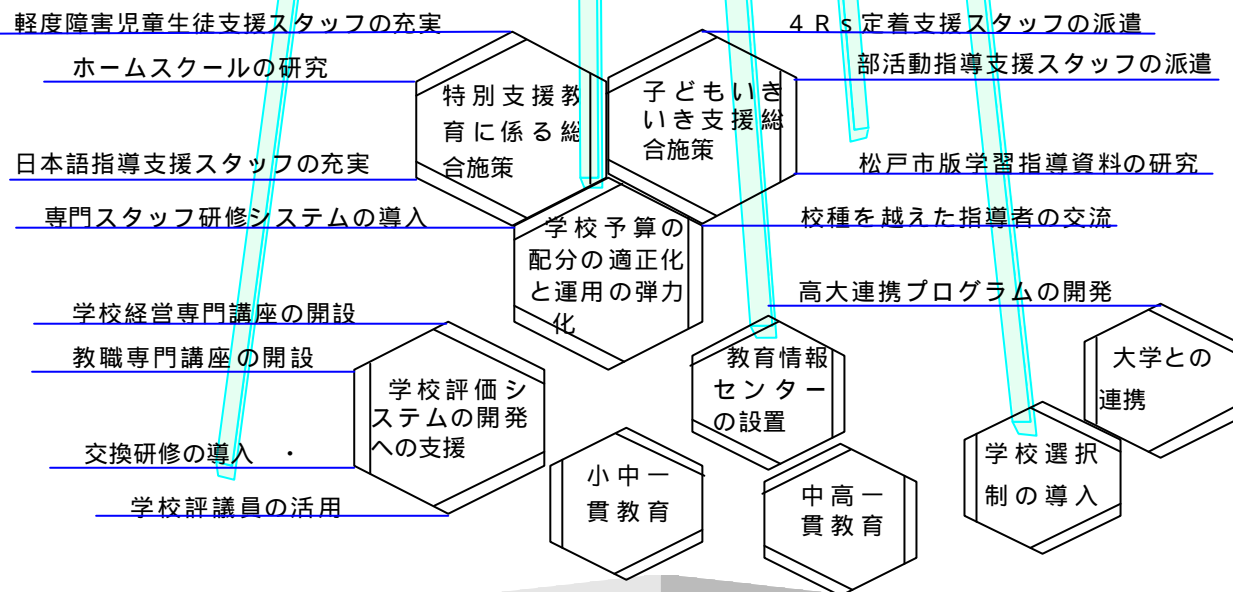 軽度障害児童生徒支援スタッフの充実
ホームスクールの研究
日本語指導支援スタッフの充実
専門スタッフ研修システムの導入
特別支援教
育に係る総
合施策
子どもいき
いき支援総
合施策
４Ｒｓ定着支援スタッフの派遣
部活動指導支援スタッフの派遣
松戸市版学習指導資料の研究
校種を越えた指導者の交流
学校予算の
配分の適正化
と運用の弾力
化
高大連携プログラムの開発
学校経営専門講座の開設
教職専門講座の開設
交換研修の導入　・
学校評議員の活用
学校評価シ
ステムの開発
への支援
教育情報
センター
の設置
大学との
連携
小中一
貫教育
中高一
貫教育
学校選択
制の導入